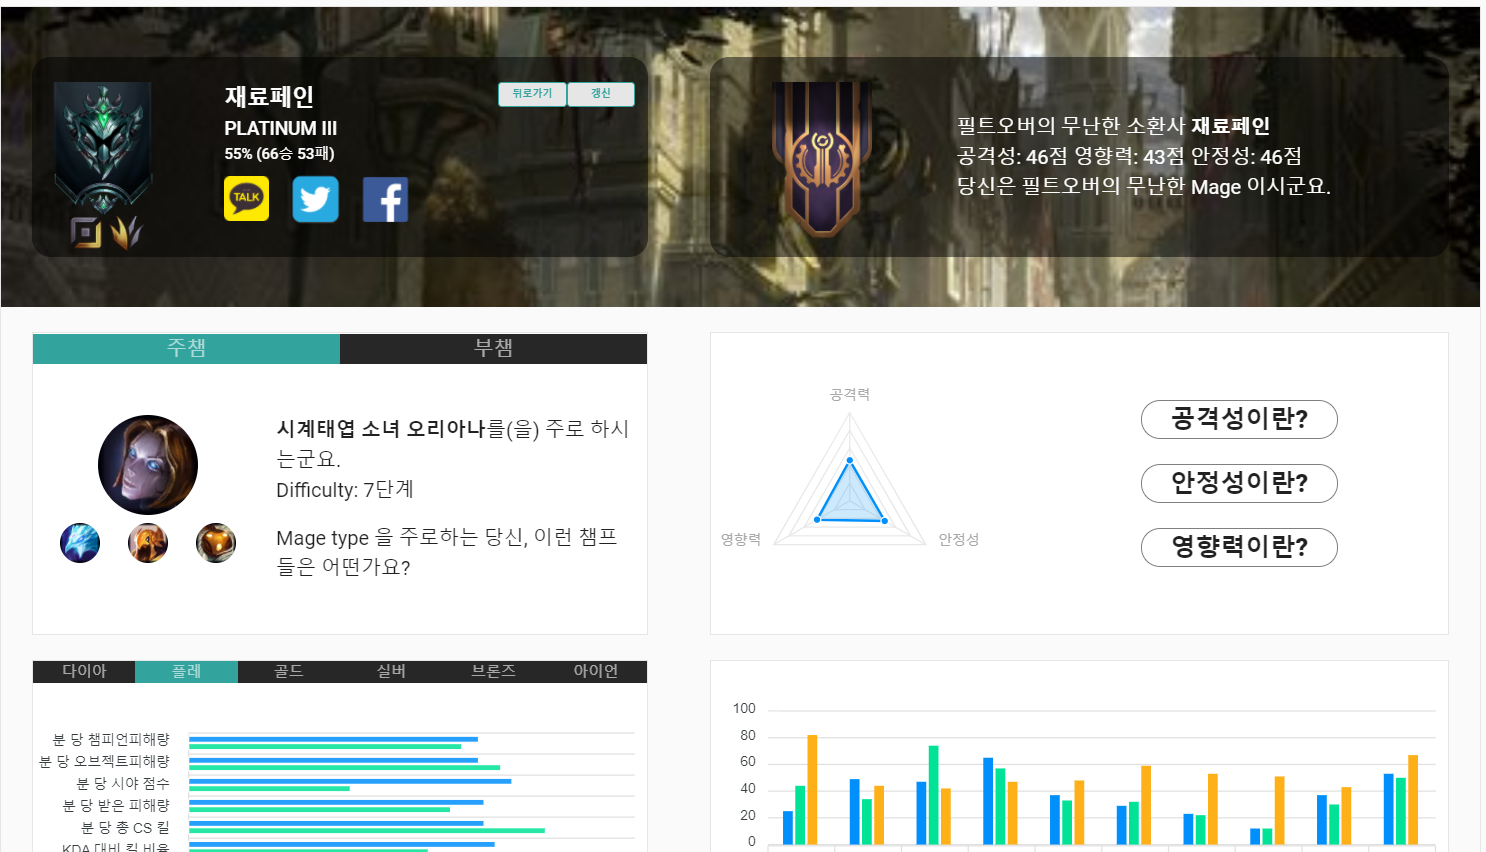 재료페인
PLATINUM III
55% (66승 53패)
뒤로가기
갱신
TALK
필트오버의 무난한 소환사 재료페인
공격성: 46점 영향력: 43점 안정성: 46점
당신은 필트오버의 무난한 Mage 이시군요.
주챔
부챔
시계태엽 소녀 오리아나를(을) 주로 하시
는군요.
Difficulty: 7단계
Mage type 을 주로하는 당신, 이런 챔프
들은 어떤가요?
공격력
영향력
안정성
공격성이란?
안정성이란?
영향력이란?
다이아
플레
골드
실버
브론즈
아이언
분 당 챔피언피해량
분 당 오브젝트피해량
분 당 시야 점수
분 당 받은 피해량
분 당 총 CS 킬
KDA 대비 킬 비율
100
80
60
40
20
0